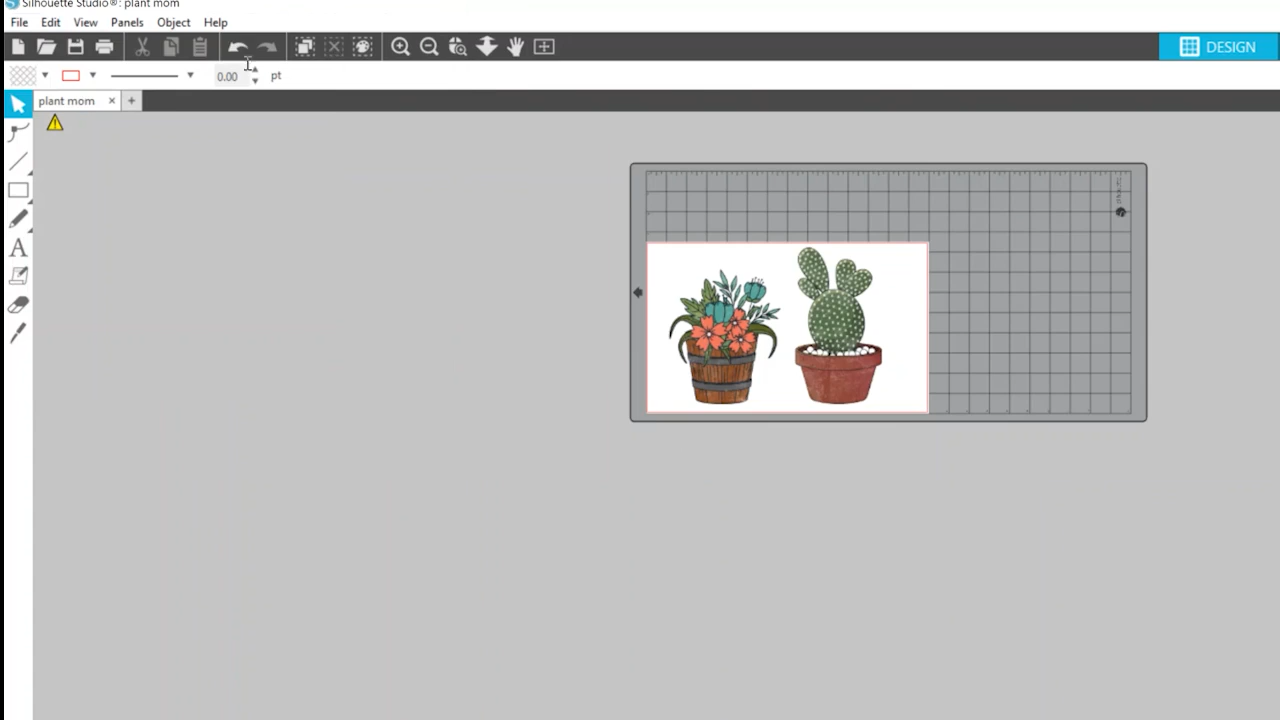 Silhouette Studio®: plant mom
File Edit View Panels Object Help
DESIGN
0.00 pt
plant mom